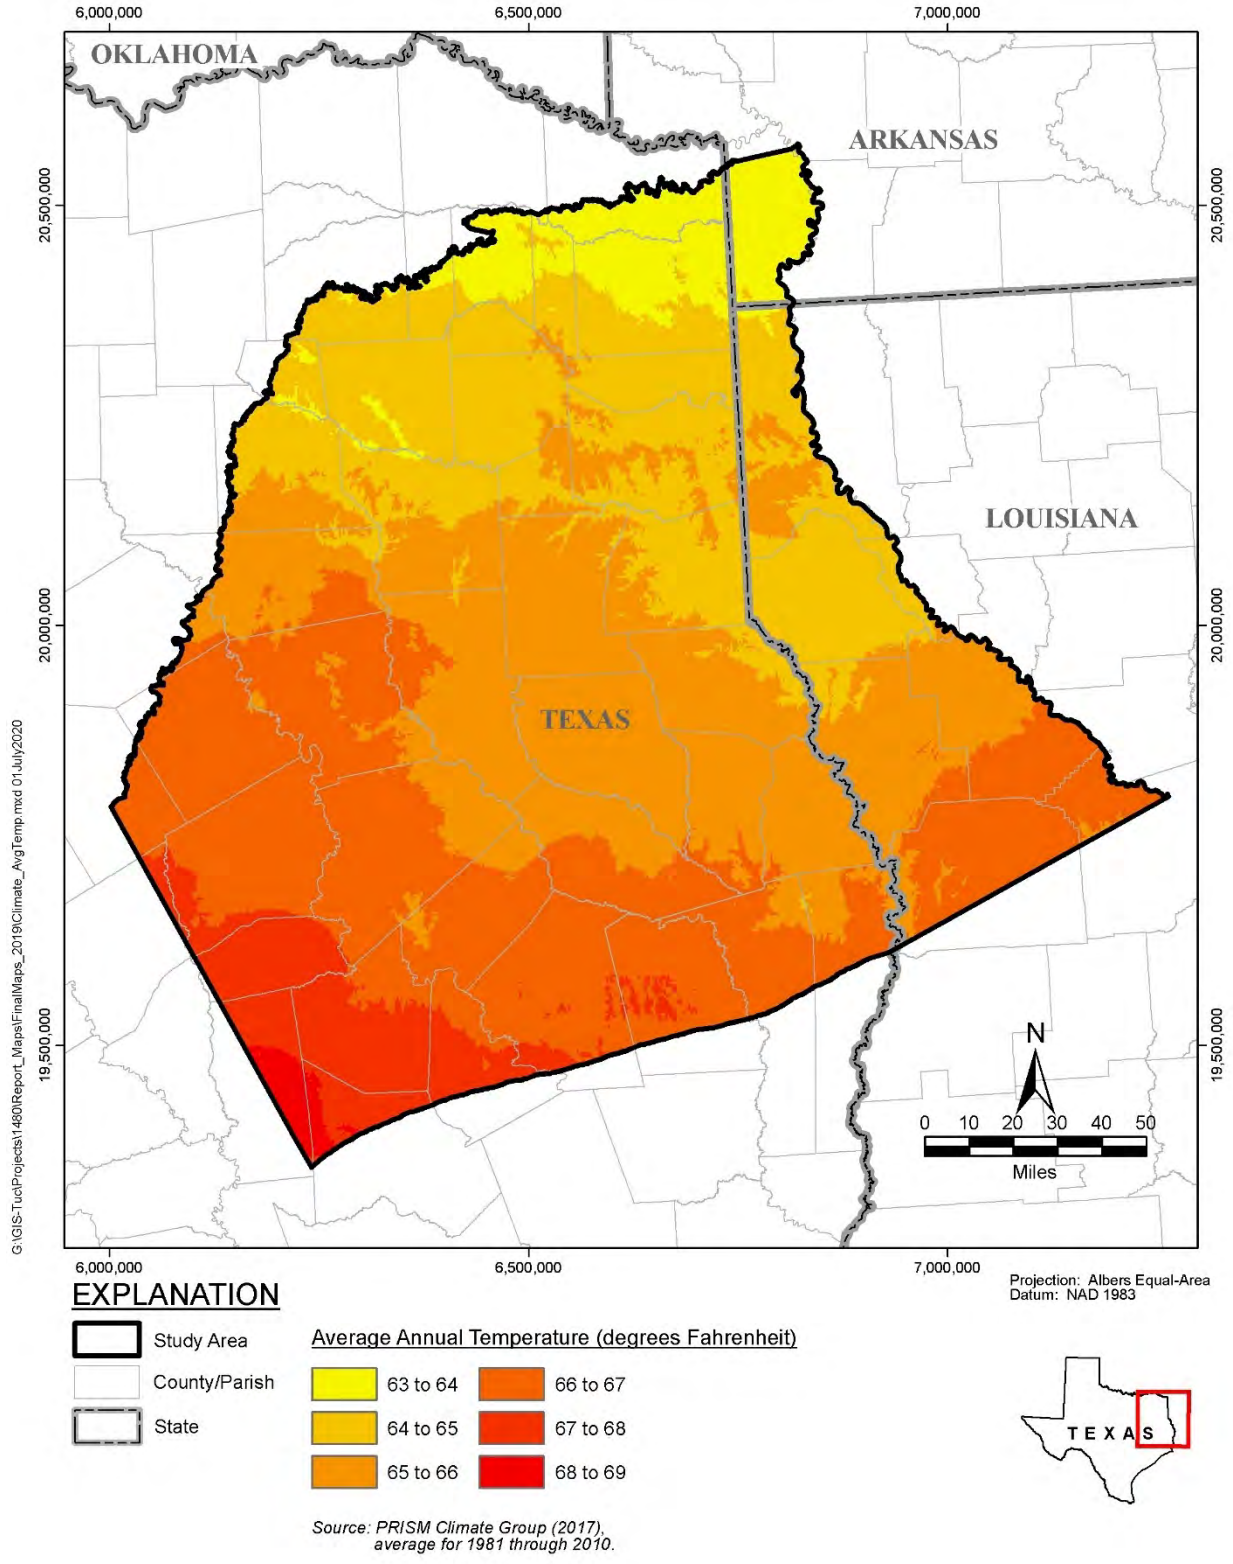 6,000,000
6,500,000
7,000,000
OKLAHOMA
ARKANSAS
20,500,000
20,500,000
LOUISIANA
20,000,000
20,000,000
TEXAS
19,500,000
19,500,000
N
0 10 20 30 40 50
Miles
G:\GIS-Tuc\Projects\1480\Report_Maps\FinalMaps_2019\Climate_AvgTemp.mxd 01July2020
6,000,000
6,500,000
7,000,000
EXPLANATION
Projection: Albers Equal-Area
Datum: NAD 1983
Study Area
County/Parish
State
Average Annual Temperature (degrees Fahrenheit)
63 to 64
66 to 67
64 to 65
67 to 68
65 to 66
68 to 69
TEXAS
Source: PRISM Climate Group (2017),
average for 1981 through 2010.